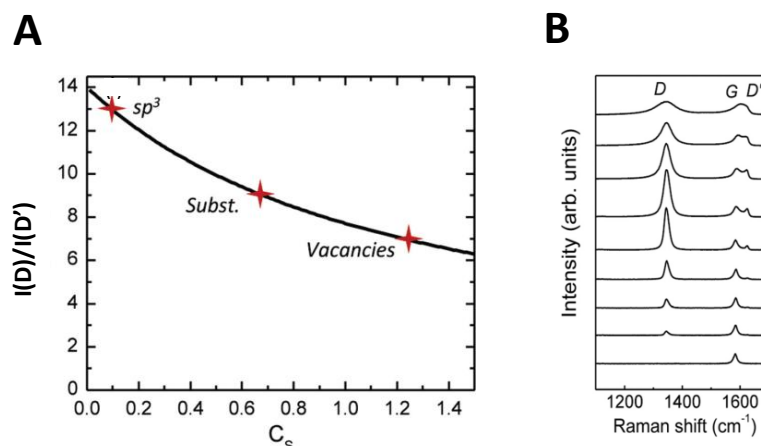 A
B
14
12
10
8
6
4
2
0
I(D)/I(D')
sp³
Subst.
Vacancies
0.0 0.2 0.4 0.6 0.8 1.0 1.2 1.4
Cₛ
D G D'
Intensity (arb. units)
1200 1400 1600
Raman shift (cm⁻¹)